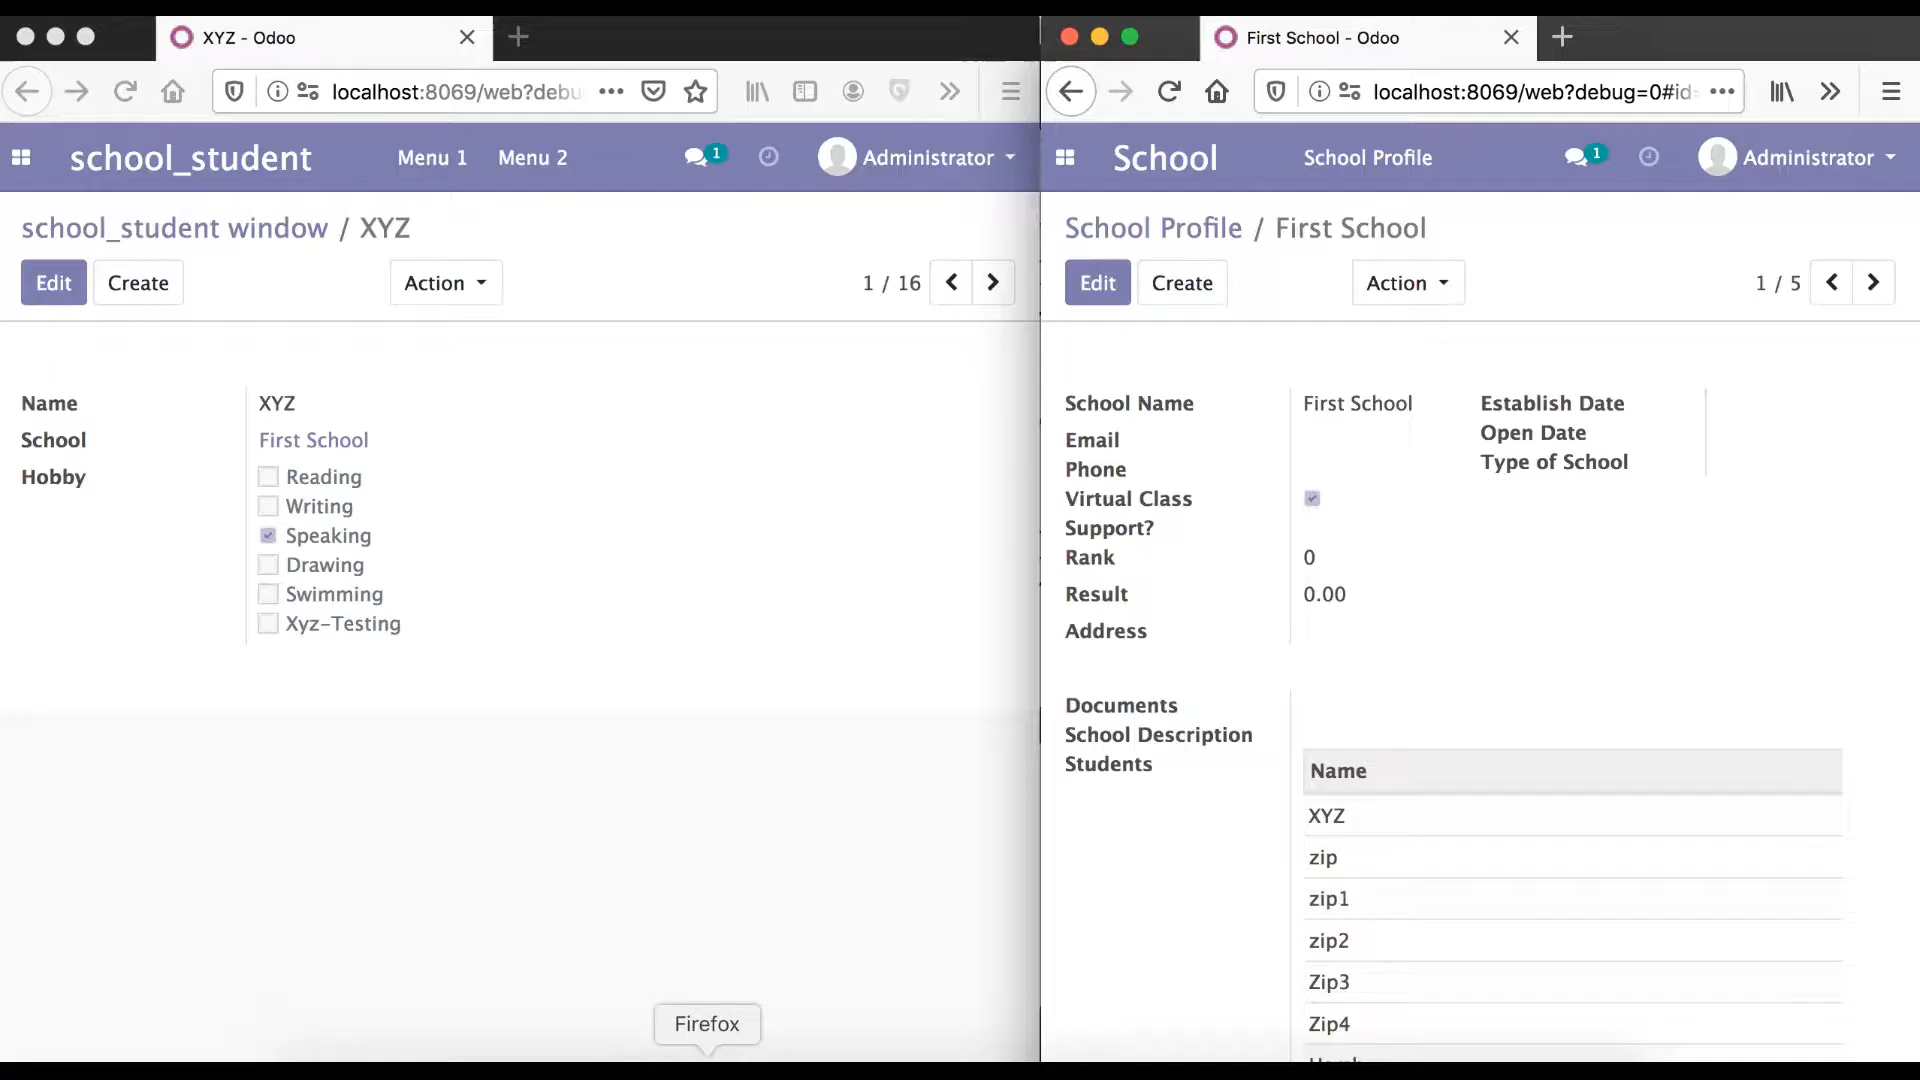 XYZ - Odoo
localhost:8069/web?debu
school_student Menu 1 Menu 2 1 Administrator
school_student window / XYZ
Edit Create Action 1 / 16
Name XYZ
School First School
Hobby Reading
Writing
Speaking
Drawing
Swimming
Xyz-Testing
Firefox
First School - Odoo
localhost:8069/web?debug=0#id=
School School Profile 1 Administrator
School Profile / First School
Edit Create Action 1 / 5
School Name First School Establish Date
Email Open Date
Phone Type of School
Virtual Class
Support?
Rank 0
Result 0.00
Address
Documents
School Description
Students
Name
XYZ
zip
zip1
zip2
Zip3
Zip4